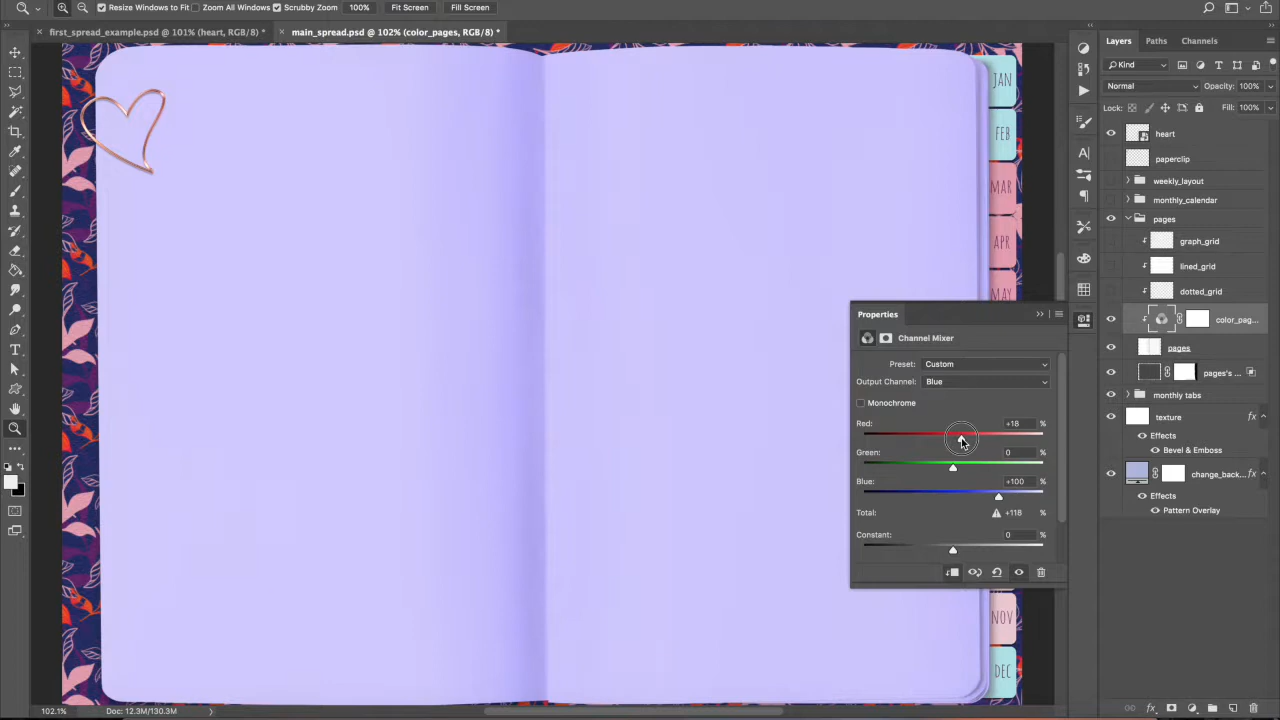 Resize Windows to Fit Zoom All Windows Scrubby Zoom 100% Fit Screen Fill Screen
first_spread_example.psd @ 101% (heart, RGB/8) * main_spread.psd @ 102% (color_pages, RGB/8) *
JAN
FEB
MAR
APR
MAY
NOV
DEC
Properties
Channel Mixer
Preset: Custom
Output Channel: Blue
Monochrome
Red: +18 %
Green: 0 %
Blue: +100 %
Total: +118 %
Constant: 0 %
Layers Paths Channels
Kind
Normal Opacity: 100%
Lock: Fill: 100%
heart
paperclip
weekly_layout
monthly_calendar
pages
graph_grid
lined_grid
dotted_grid
color_pag...
pages
pages's ...
monthly tabs
texture fx
Effects
Bevel & Emboss
change_back... fx
Effects
Pattern Overlay
102.1% Doc: 12.3M/130.3M